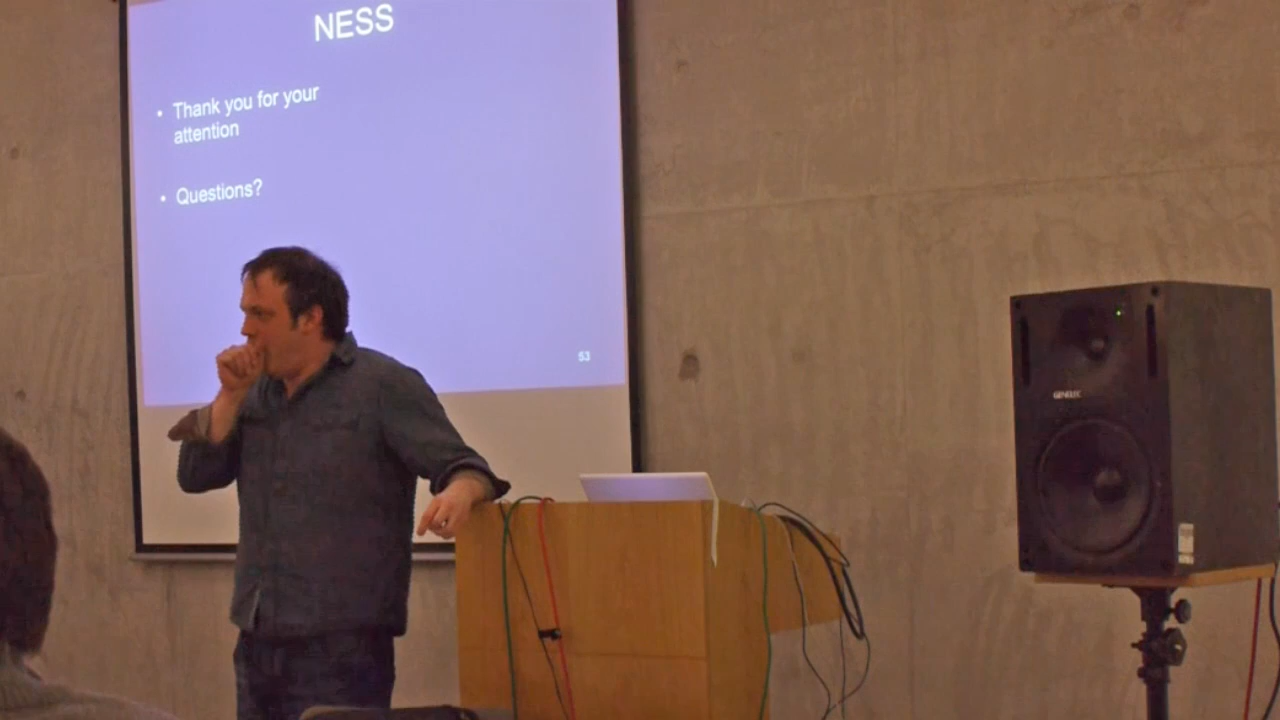 NESS
• Thank you for your
attention
• Questions?
53
GENELEC